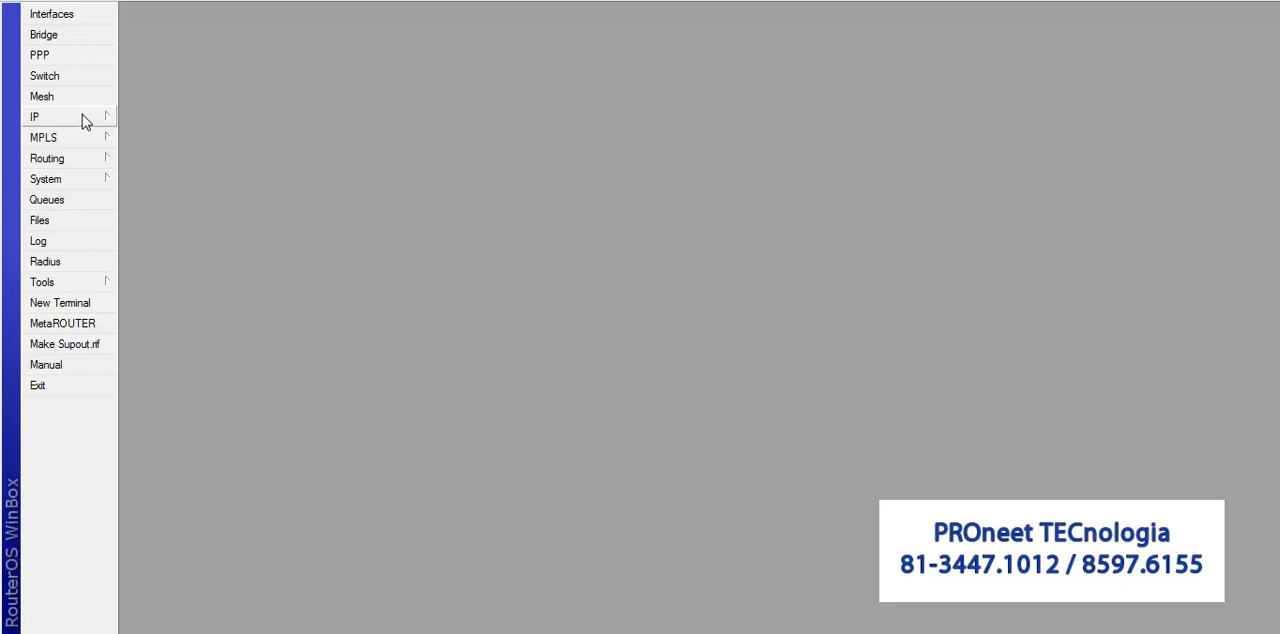 Interfaces
Bridge
PPP
Switch
Mesh
IP
MPLS
Routing
System
Queues
Files
Log
Radius
Tools
New Terminal
MetaROUTER
Make Supout.rif
Manual
Exit
RouterOS WinBox
PROneet TECnologia
81-3447.1012 / 8597.6155